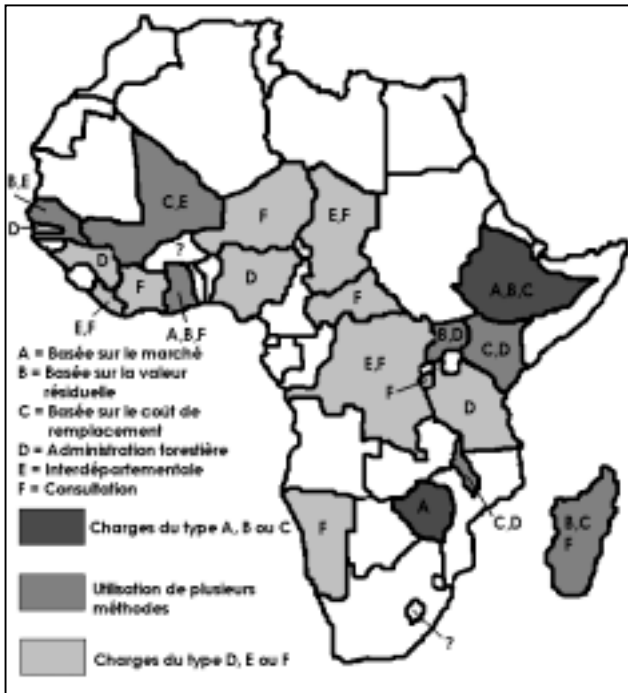 B,E
C,E
F
E,F
D
?
D
F
D
A,B,C
F
E,F
A,B,F
B,D
C,D
E,F
F
D
A = Basée sur le marché
B = Basée sur la valeur
résiduelle
C = Basée sur le coût de
remplacement
D = Administration forestière
E = Interdépartementale
F = Consultation
A
C,D
B,C
F
F
Charges du type A, B ou C
Utilisation de plusieurs
méthodes
?
Charges du type D, E ou F